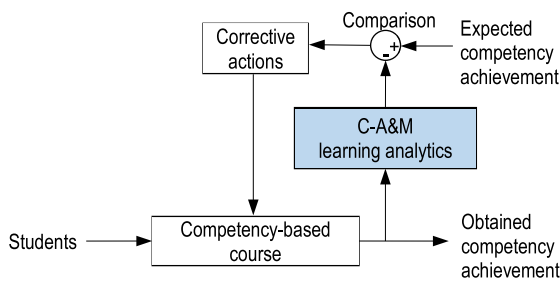 Comparison
Expected
competency
achievement
Corrective
actions
+
-
C-A&M
learning analytics
Students
Competency-based
course
Obtained
competency
achievement